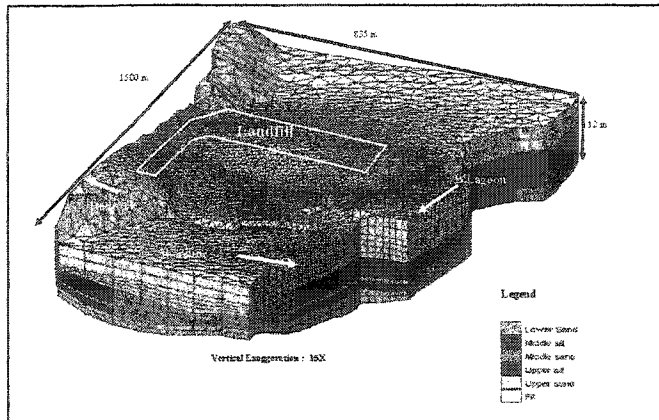 835 m
1500 m
Landfill
12 m
Lagoon
Legend
Lower Sand
Middle silt
Middle sand
Upper silt
Upper sand
Fill
Vertical Exaggeration : 16X